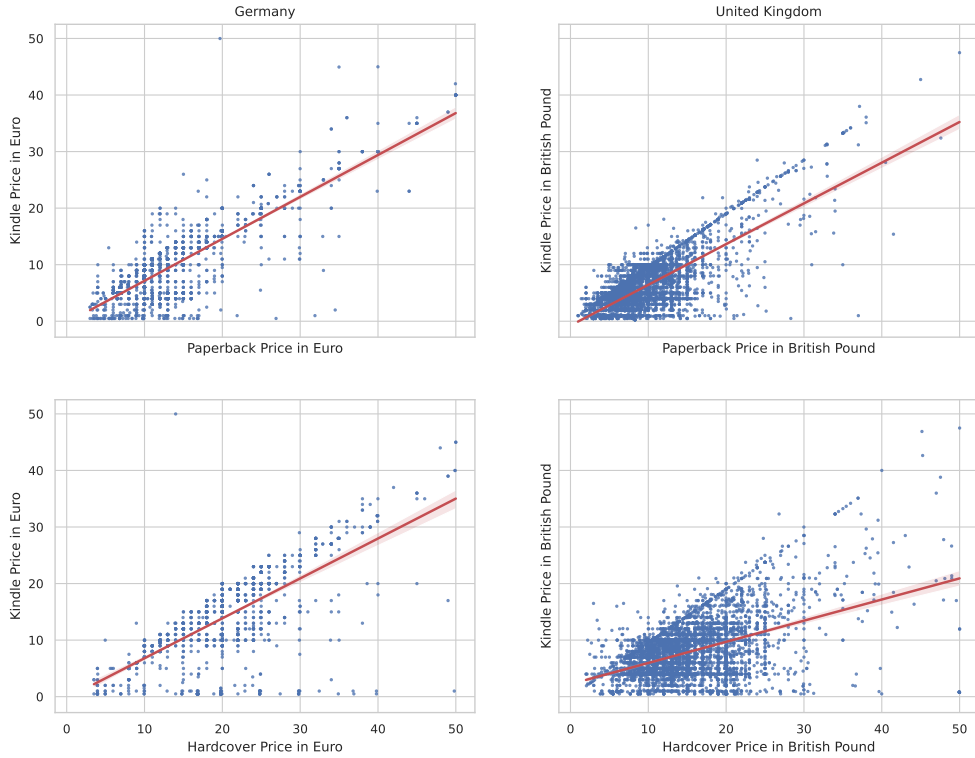 Germany
United Kingdom
50
40
30
20
10
0
Kindle Price in Euro
Kindle Price in British Pound
Paperback Price in Euro
Paperback Price in British Pound
50
40
30
20
10
0
Kindle Price in Euro
Kindle Price in British Pound
0 10 20 30 40 50
0 10 20 30 40 50
Hardcover Price in Euro
Hardcover Price in British Pound